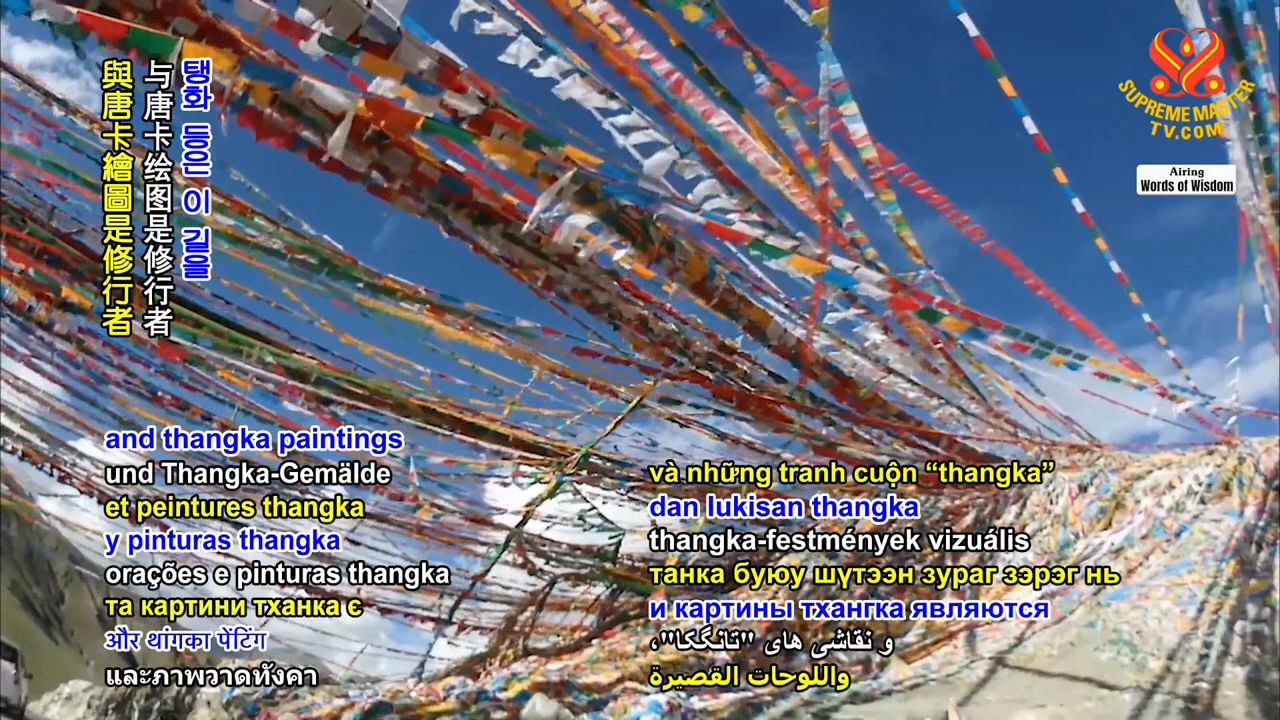 與唐卡繪圖是修行者
与唐卡绘图是修行者
탱화 등은 이 길을
SUPREME MASTER
TV.COM
Airing
Words of Wisdom
and thangka paintings
und Thangka-Gemälde
et peintures thangka
y pinturas thangka
orações e pinturas thangka
та картини тханка є
और थांगका पेंटिंग
และภาพวาดทังคา
và những tranh cuộn “thangka”
dan lukisan thangka
thangka-festmények vizuális
танка буюу шүтээн зураг зэрэг нь
и картины тхангка являются
و نقاشی های "تانگکا"،
واللوحات القصيرة